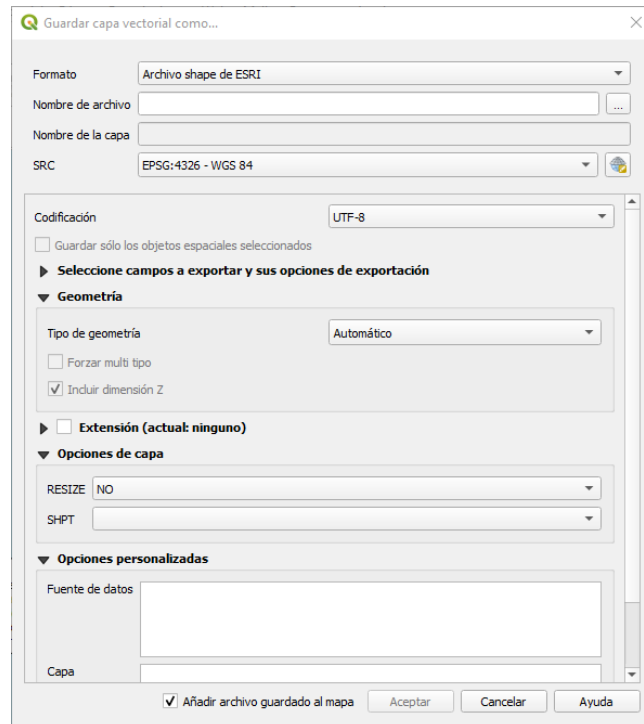 Guardar capa vectorial como...
Formato Archivo shape de ESRI
Nombre de archivo ...
Nombre de la capa
SRC EPSG:4326 - WGS 84
Codificación UTF-8
Guardar sólo los objetos espaciales seleccionados
Seleccione campos a exportar y sus opciones de exportación
Geometría
Tipo de geometría Automático
Forzar multi tipo
Incluir dimensión Z
Extensión (actual: ninguno)
Opciones de capa
RESIZE NO
SHPT
Opciones personalizadas
Fuente de datos
Capa
Añadir archivo guardado al mapa Aceptar Cancelar Ayuda